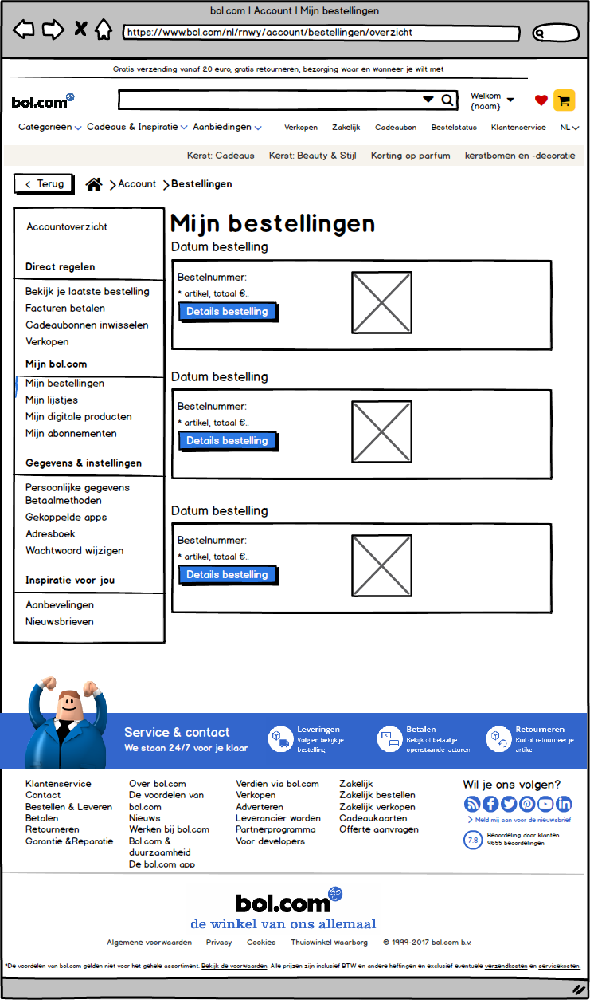 bol.com | Account | Mijn bestellingen
https://www.bol.com/nl/rnwy/account/bestellingen/overzicht
Gratis verzending vanaf 20 euro, gratis retourneren, bezorging waar en wanneer je wilt met
bol.com
Welkom
{naam}
Categorieën
Cadeaus & Inspiratie
Aanbiedingen
Verkopen
Zakelijk
Cadeaubon
Bestelstatus
Klantenservice
NL
Kerst: Cadeaus
Kerst: Beauty & Stijl
Korting op parfum
kerstbomen en -decoratie
Terug
Account
Bestellingen
Accountoverzicht
Direct regelen
Bekijk je laatste bestelling
Facturen betalen
Cadeaubonnen inwisselen
Verkopen
Mijn bol.com
Mijn bestellingen
Mijn lijstjes
Mijn digitale producten
Mijn abonnementen
Gegevens & instellingen
Persoonlijke gegevens
Betaalmethoden
Gekoppelde apps
Adresboek
Wachtwoord wijzigen
Inspiratie voor jou
Aanbevelingen
Nieuwsbrieven
Mijn bestellingen
Datum bestelling
Bestelnummer:
* artikel, totaal €..
Details bestelling
Datum bestelling
Bestelnummer:
* artikel, totaal €..
Details bestelling
Datum bestelling
Bestelnummer:
* artikel, totaal €..
Details bestelling
Service & contact
We staan 24/7 voor je klaar
Leveringen
Volg en bekijk je
bestelling
Betalen
Bekijk of betaal je
openstaande facturen
Retourneren
Ruil of retourneer je
artikel
Klantenservice
Contact
Bestellen & Leveren
Betalen
Retourneren
Garantie &Reparatie
Over bol.com
De voordelen van
bol.com
Nieuws
Werken bij bol.com
Bol.com &
duurzaamheid
De bol.com app
Verdien via bol.com
Verkopen
Adverteren
Leverancier worden
Partnerprogramma
Voor developers
Zakelijk
Zakelijk bestellen
Zakelijk verkopen
Cadeaukaarten
Offerte aanvragen
Wil je ons volgen?
Meld mij aan voor de nieuwsbrief
7.8
Beoordeling door klanten
9655 beoordelingen
bol.com
de winkel van ons allemaal
Algemene voorwaarden
Privacy
Cookies
Thuiswinkel waarborg
© 1999-2017 bol.com b.v.
*De voordelen van bol.com gelden niet voor het gehele assortiment. Bekijk de voorwaarden. Alle prijzen zijn inclusief BTW en andere heffingen en exclusief eventuele verzendkosten en servicekosten.